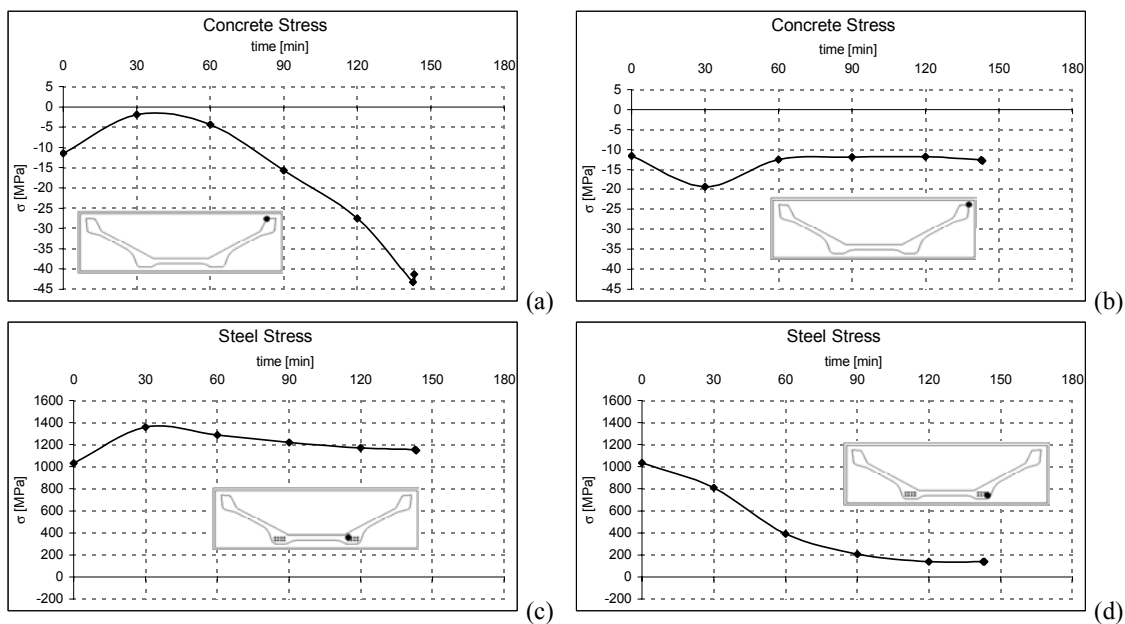 Concrete Stress
time [min]
0 30 60 90 120 150 180
5
0
-5
-10
-15
-20
-25
-30
-35
-40
-45
σ [MPa]
(a)
Concrete Stress
time [min]
0 30 60 90 120 150 180
5
0
-5
-10
-15
-20
-25
-30
-35
-40
-45
σ [MPa]
(b)
Steel Stress
time [min]
0 30 60 90 120 150 180
1600
1400
1200
1000
800
600
400
200
0
-200
σ [MPa]
(c)
Steel Stress
time [min]
0 30 60 90 120 150 180
1600
1400
1200
1000
800
600
400
200
0
-200
σ [MPa]
(d)